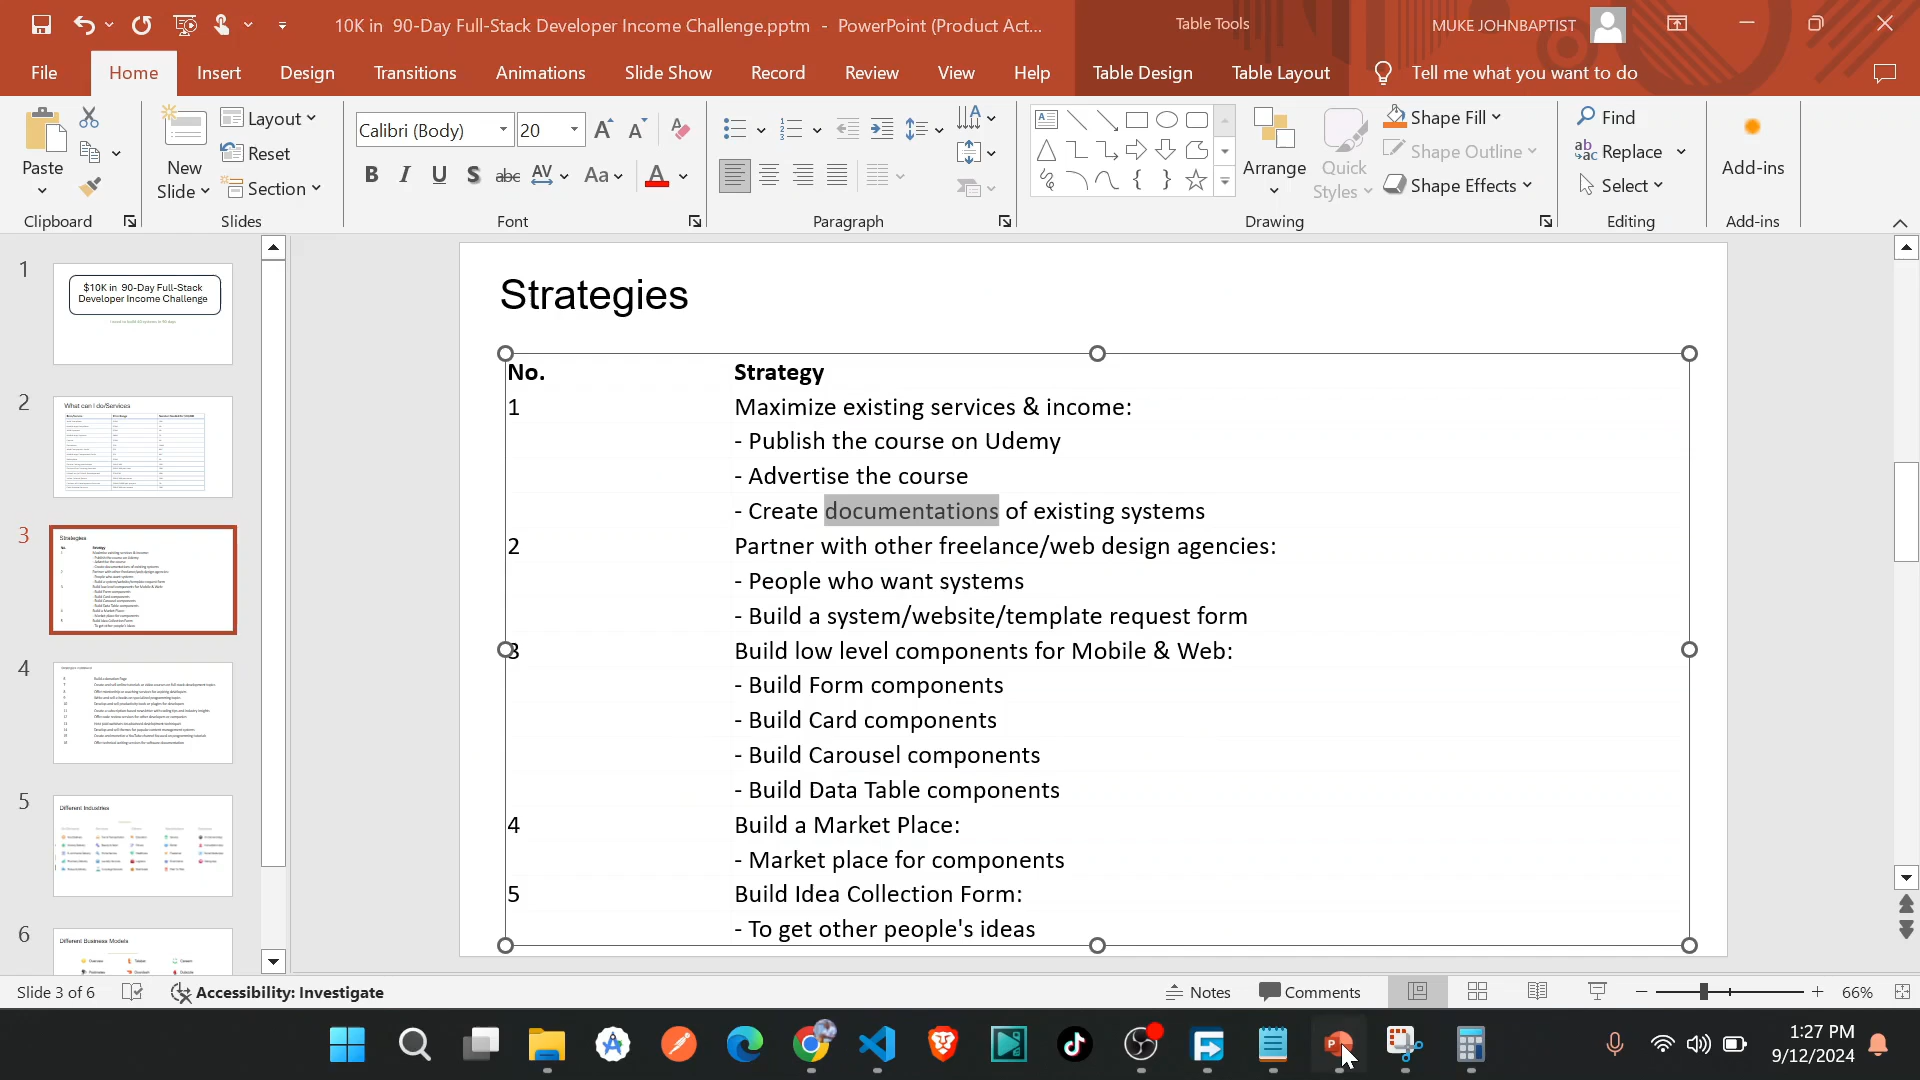 10K in  90-Day Full-Stack Developer Income Challenge.pptm  -  PowerPoint (Product Act...
Table Tools
MUKE JOHNBAPTIST
File
Home
Insert
Design
Transitions
Animations
Slide Show
Record
Review
View
Help
Table Design
Table Layout
Tell me what you want to do
Paste
New
Slide
Layout
Reset
Section
Calibri (Body)
20
Arrange
Quick
Styles
Shape Fill
Shape Outline
Shape Effects
Find
Replace
Select
Add-ins
Clipboard
Slides
Font
Paragraph
Drawing
Editing
Add-ins
1
$10K in  90-Day Full-Stack
Developer Income Challenge
2
What can I do/Services
3
Strategies
4
5
Different Industries
6
Different Business Models
Strategies
No.
Strategy
1
Maximize existing services & income:
- Publish the course on Udemy
- Advertise the course
- Create documentations of existing systems
2
Partner with other freelance/web design agencies:
- People who want systems
- Build a system/website/template request form
3
Build low level components for Mobile & Web:
- Build Form components
- Build Card components
- Build Carousel components
- Build Data Table components
4
Build a Market Place:
- Market place for components
5
Build Idea Collection Form:
- To get other people's ideas
Slide 3 of 6
Accessibility: Investigate
Notes
Comments
66%
1:27 PM
9/12/2024